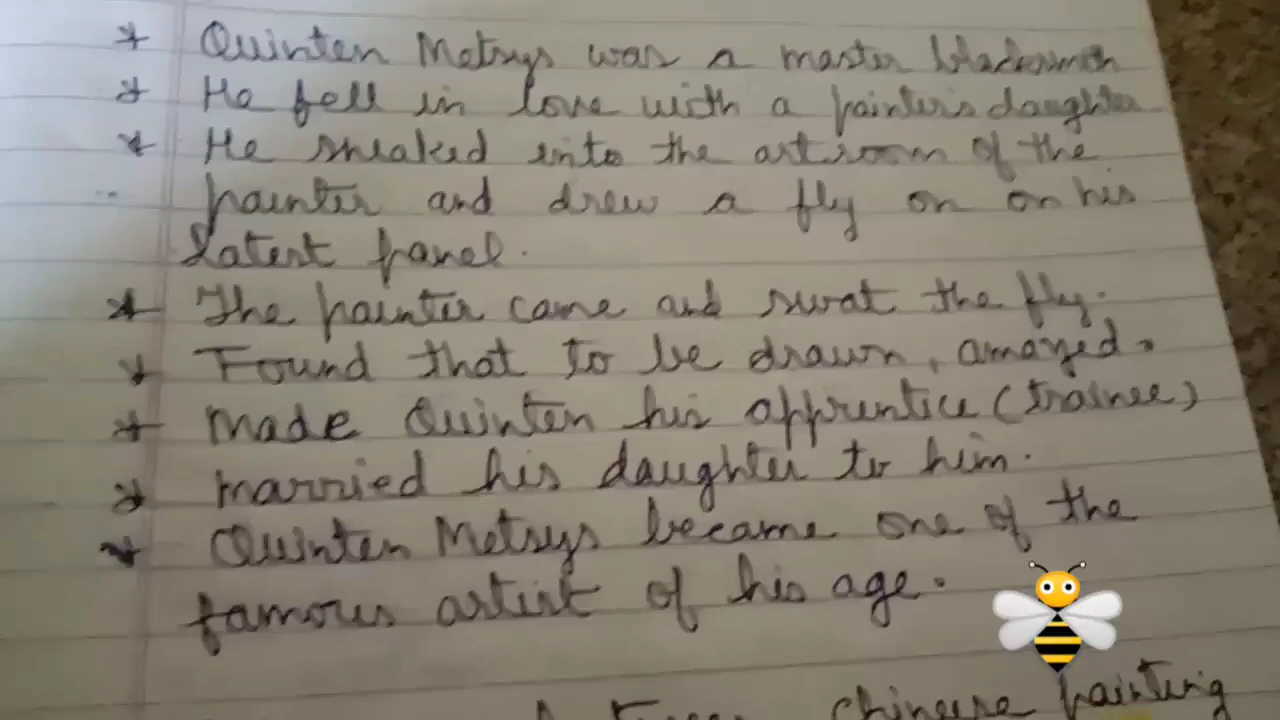 * Quinten Metsys was a master blacksmith
* He fell in love with a painter's daughter
* He sneaked into the art room of the
painter and drew a fly on on his
latest panel.
* The painter came and swat the fly.
* Found that to be drawn, amazed.
* Made Quinten his apprentice (trainee)
* married his daughter to him.
* Quinten Metsys became one of the
famous artist of his age.
chinese painting